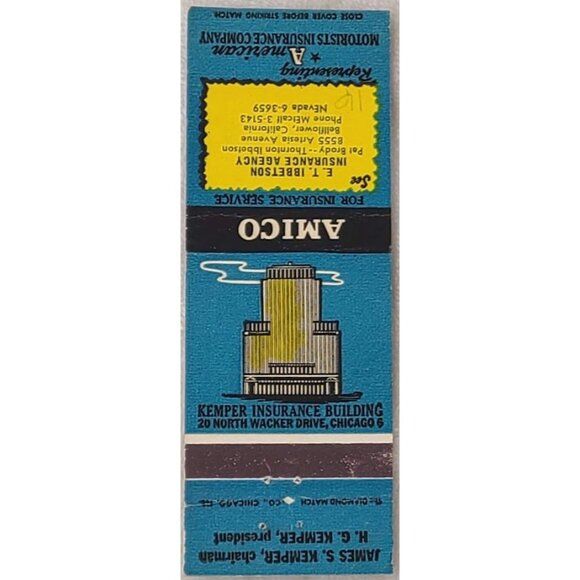 CLOSE COVER BEFORE STRIKING MATCH
Representing
American
MOTORISTS INSURANCE COMPANY
FOR INSURANCE SERVICE
See
E. T. IBBETSON
INSURANCE AGENCY
Pat Brody--Thornton Ibbetson
8555 Artesia Avenue
Bellflower, California
Phone MEtcalf 3-5143
NEvada 6-3659
AMICO
KEMPER INSURANCE BUILDING
20 NORTH WACKER DRIVE, CHICAGO 6
THE DIAMOND MATCH CO., CHICAGO, ILL.
JAMES S. KEMPER, chairman
H. G. KEMPER, president